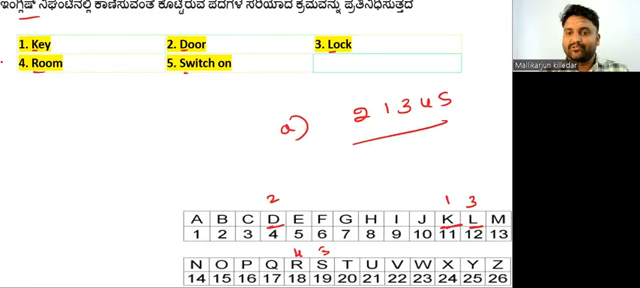 ಇಂಗ್ಲಿಷ್ ನಿಘಂಟಿನಲ್ಲಿ ಕಾಣಿಸುವಂತೆ ಕೊಟ್ಟಿರುವ ಪದಗಳ ಸರಿಯಾದ ಕ್ರಮವನ್ನು ಪ್ರತಿನಿಧಿಸುತ್ತದೆ
1. Key 2. Door 3. Lock
4. Room 5. Switch on
Mallikarjun killedar
a) 2 1 3 4 5
2 1 3
A B C D E F G H I J K L M
1 2 3 4 5 6 7 8 9 10 11 12 13
4 5
N O P Q R S T U V W X Y Z
14 15 16 17 18 19 20 21 22 23 24 25 26